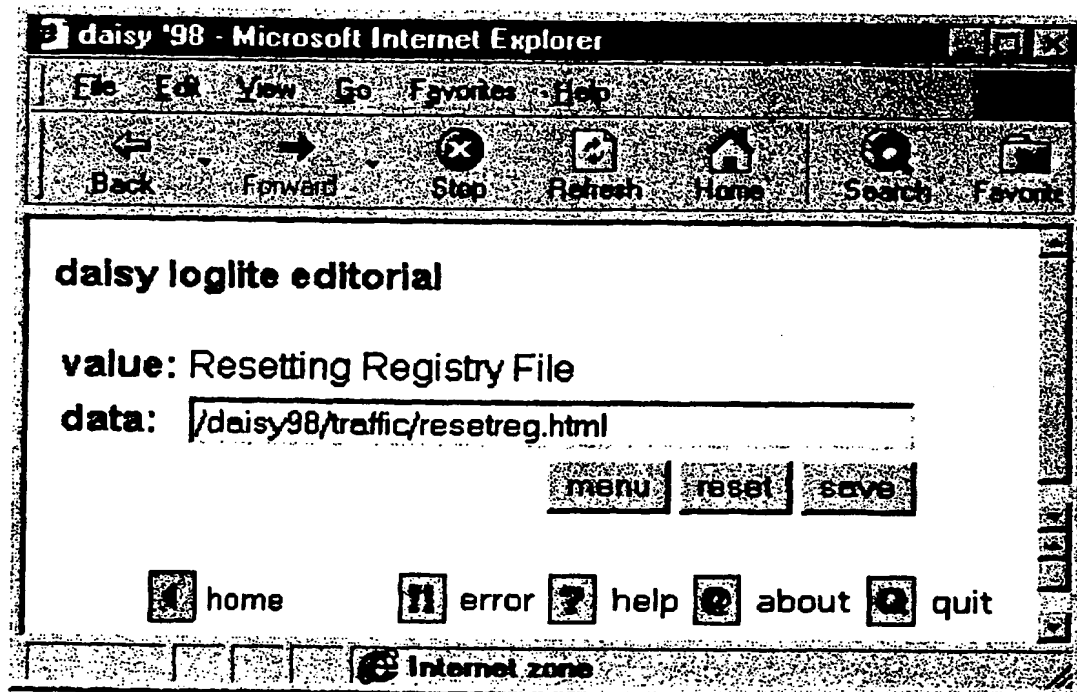 daisy '98 - Microsoft Internet Explorer
File Edit View Go Favorites Help
Back Forward Stop Refresh Home Search Favorite
daisy loglite editorial
value: Resetting Registry File
data: /daisy98/traffic/resetreg.html
menu reset save
home !! error ? help @ about Q quit
Internet zone